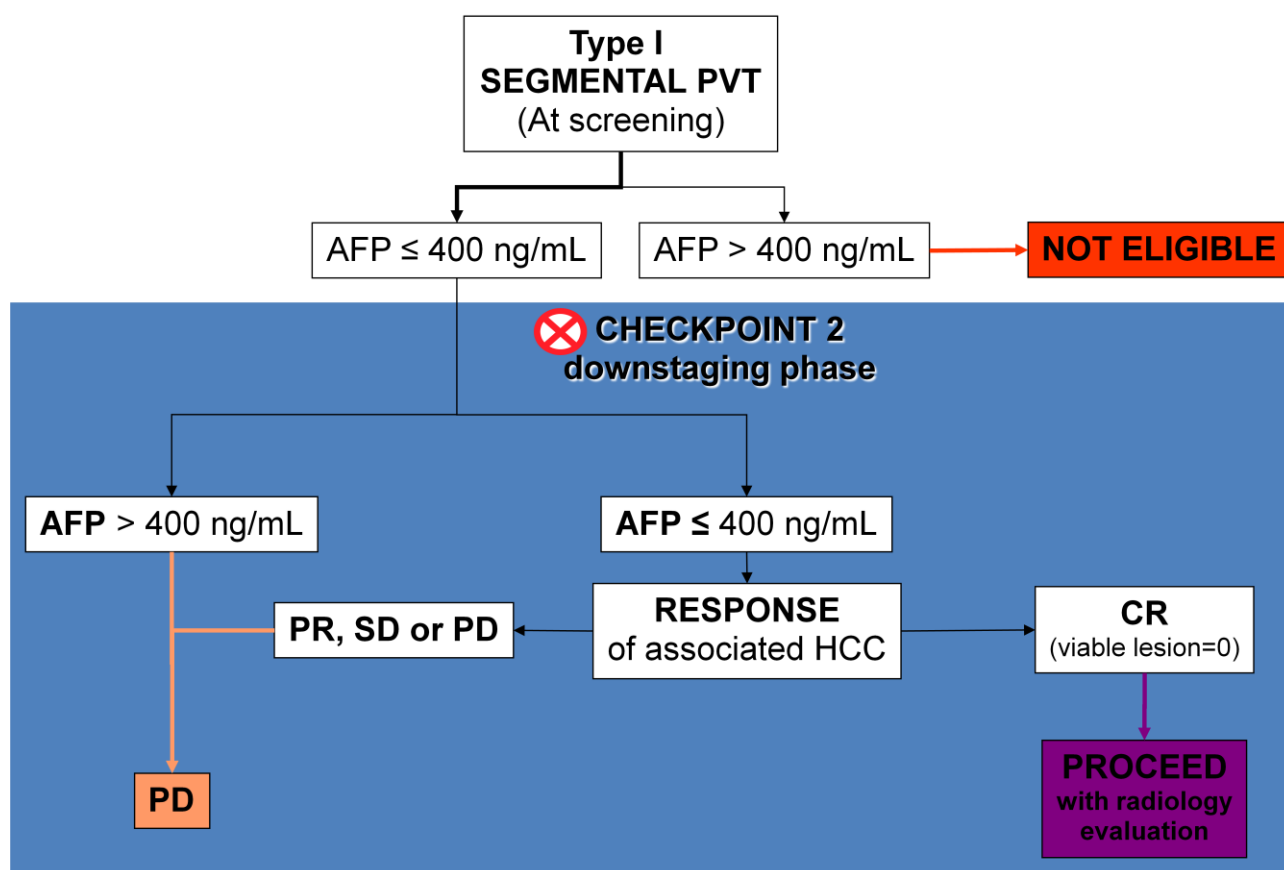 Type I
SEGMENTAL PVT
(At screening)
AFP ≤ 400 ng/mL
AFP > 400 ng/mL
NOT ELIGIBLE
CHECKPOINT 2
downstaging phase
AFP > 400 ng/mL
AFP ≤ 400 ng/mL
PR, SD or PD
RESPONSE
of associated HCC
CR
(viable lesion=0)
PD
PROCEED
with radiology
evaluation